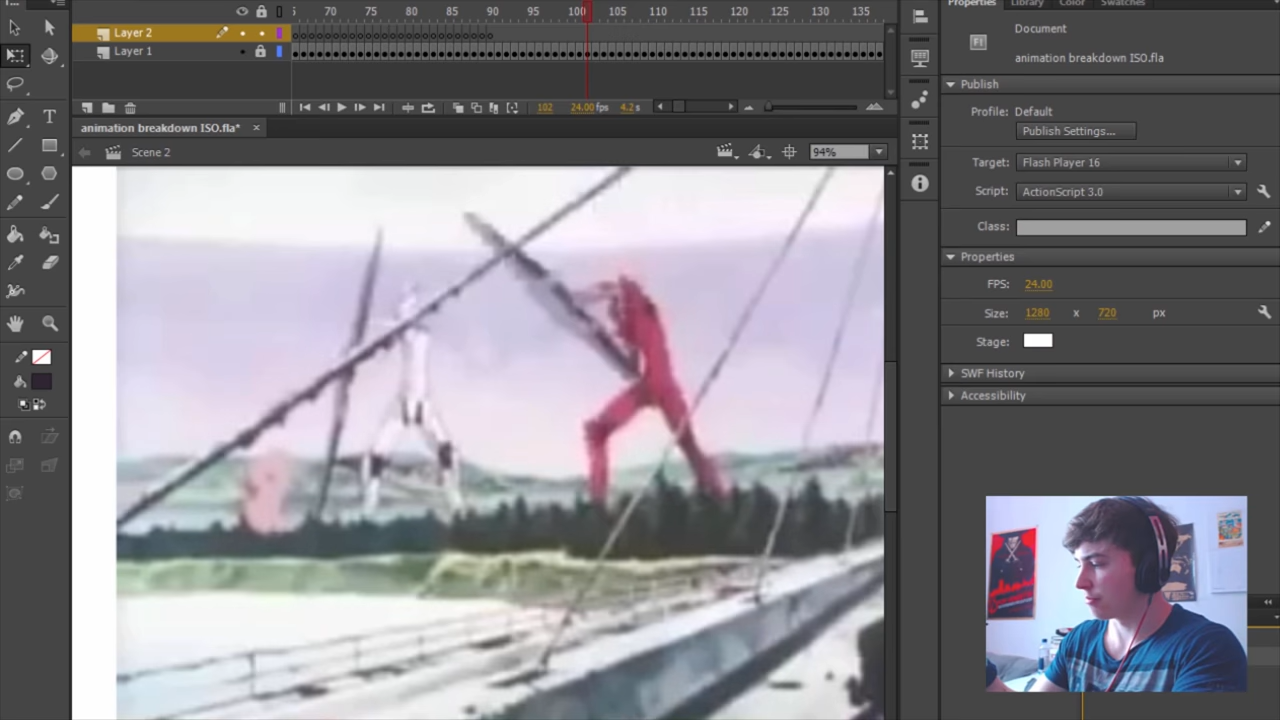 Properties Library Color Swatches
65 70 75 80 85 90 95 100 105 110 115 120 125 130 135
Layer 2
Document
Layer 1
animation breakdown ISO.fla
Publish
102 24.00 fps 4.2 s
Profile: Default
Publish Settings...
animation breakdown ISO.fla* ×
Scene 2
94%
Target: Flash Player 16
Script: ActionScript 3.0
Class:
Properties
FPS: 24.00
Size: 1280 x 720 px
Stage:
SWF History
Accessibility